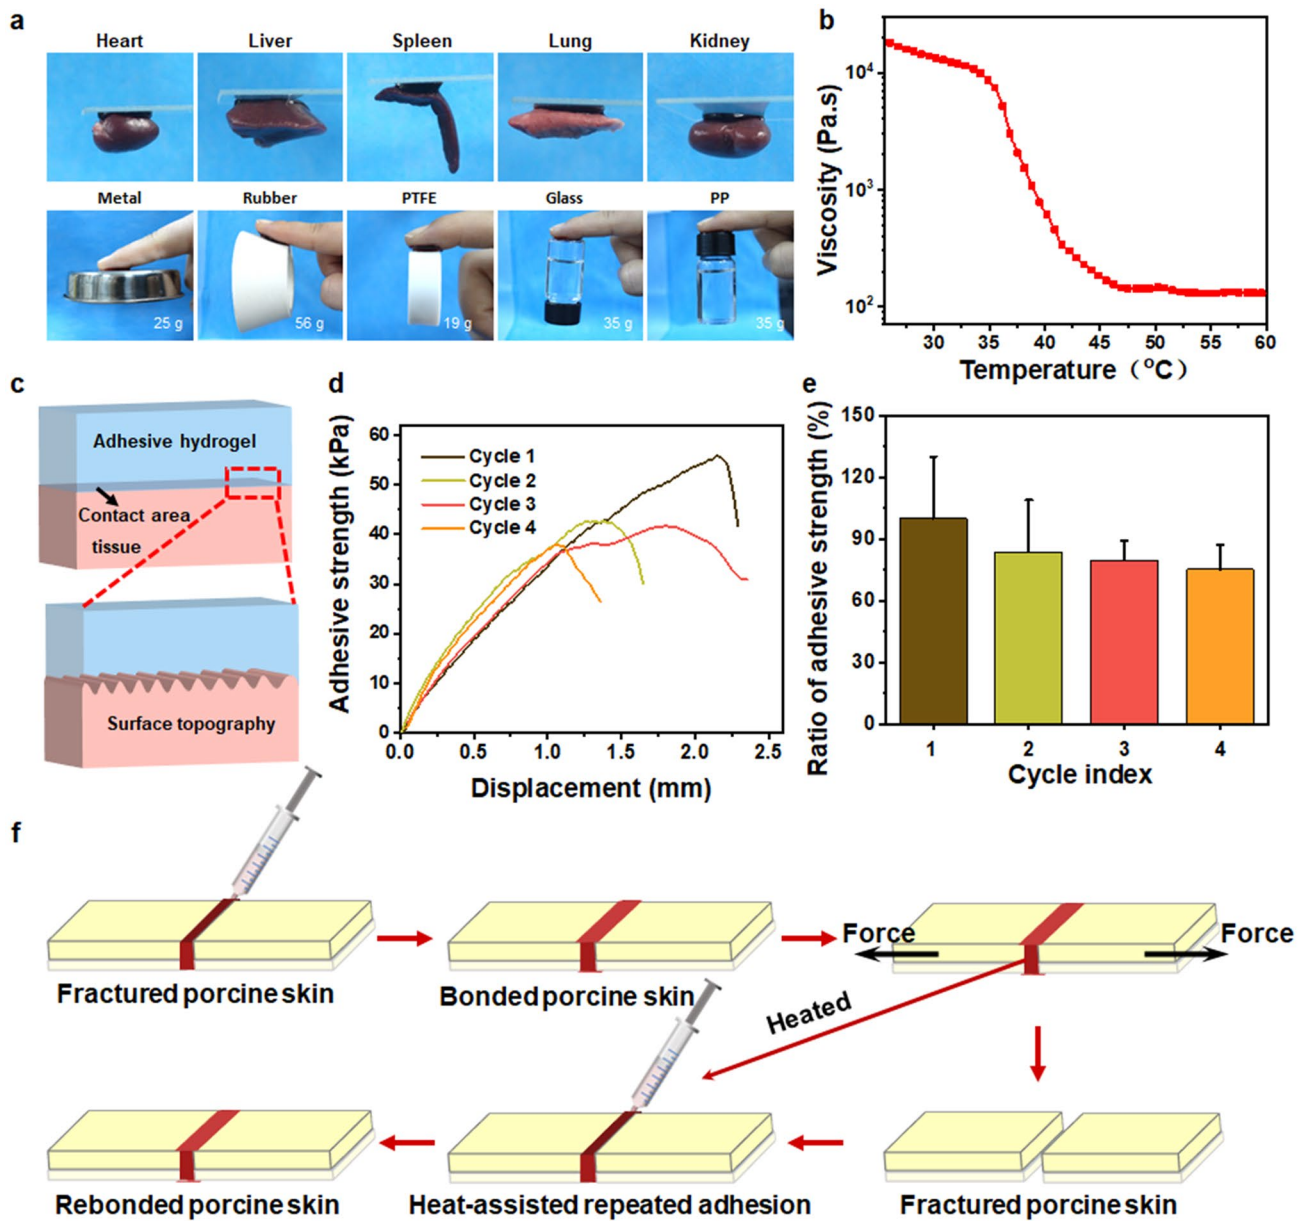 a
Heart Liver Spleen Lung Kidney
Metal Rubber PTFE Glass PP
25 g 56 g 19 g 35 g 35 g
b
Viscosity (Pa.s)
10⁴
10³
10²
30 35 40 45 50 55 60
Temperature（°C）
c
Adhesive hydrogel
Contact area
tissue
Surface topography
d
Adhesive strength (kPa)
60
50
40
30
20
10
0
Cycle 1
Cycle 2
Cycle 3
Cycle 4
0.0 0.5 1.0 1.5 2.0 2.5
Displacement (mm)
e
Ratio of adhesive strength (%)
150
120
90
60
30
0
1 2 3 4
Cycle index
f
Fractured porcine skin
Bonded porcine skin
Force Force
Heated
Rebonded porcine skin
Heat-assisted repeated adhesion
Fractured porcine skin